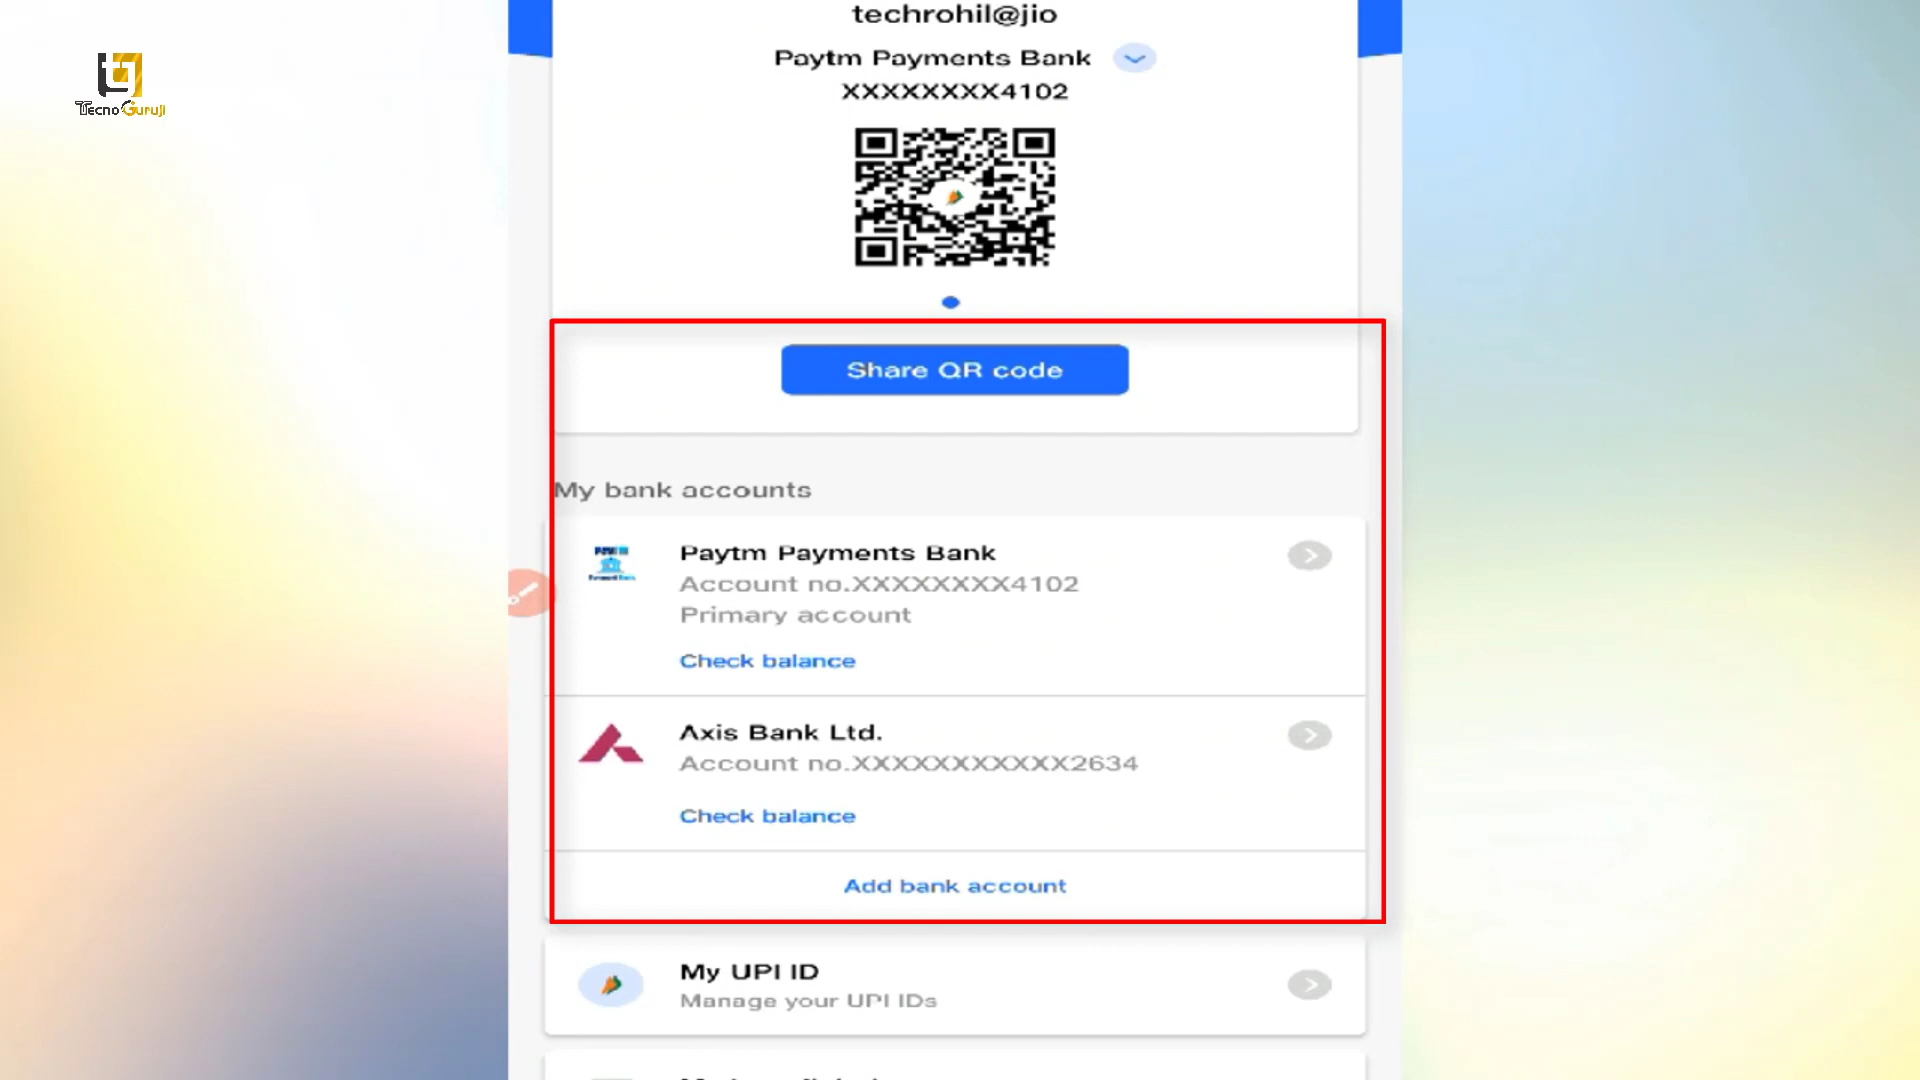 techrohil@jio
Paytm Payments Bank
XXXXXXXX4102
Tecno Guruji
Share QR code
My bank accounts
Paytm Payments Bank
Account no.XXXXXXXX4102
Primary account
Check balance
Axis Bank Ltd.
Account no.XXXXXXXXXXX2634
Check balance
Add bank account
My UPI ID
Manage your UPI IDs